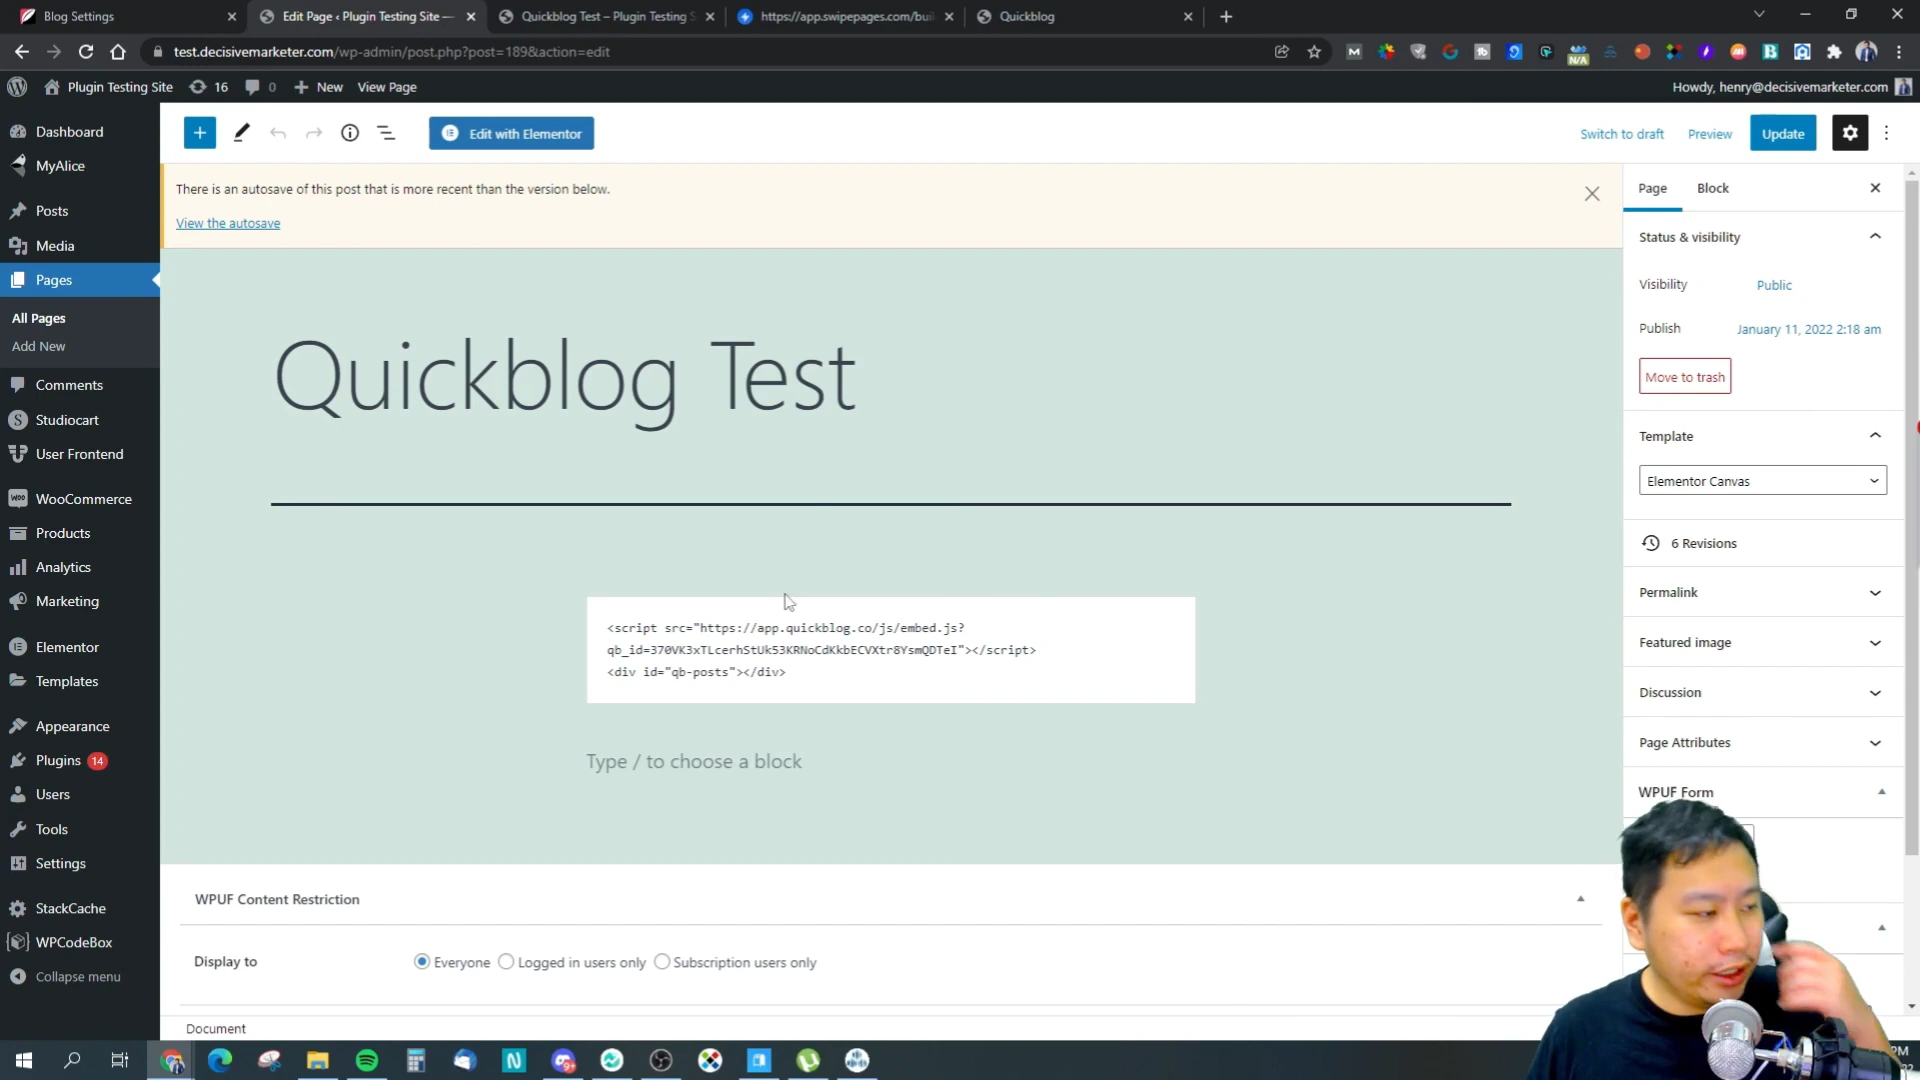 Blog Settings
Edit Page ‹ Plugin Testing Site —
Quickblog Test – Plugin Testing S
https://app.swipepages.com/bui
Quickblog
test.decisivemarketer.com/wp-admin/post.php?post=189&action=edit
N/A
Plugin Testing Site
16
0
New
View Page
Howdy, henry@decisivemarketer.com
Dashboard
MyAlice
Posts
Media
Pages
All Pages
Add New
Comments
Studiocart
User Frontend
WooCommerce
Products
Analytics
Marketing
Elementor
Templates
Appearance
Plugins 14
Users
Tools
Settings
StackCache
WPCodeBox
Collapse menu
Edit with Elementor
Switch to draft
Preview
Update
There is an autosave of this post that is more recent than the version below.
View the autosave
Quickblog Test
<script src="https://app.quickblog.co/js/embed.js?
qb_id=370VK3xTLcerhStUk53KRNoCdKkbECVXtr8YsmQDTeI"></script>
<div id="qb-posts"></div>
Type / to choose a block
WPUF Content Restriction
Display to
Everyone
Logged in users only
Subscription users only
Document
Page
Block
Status & visibility
Visibility
Public
Publish
January 11, 2022 2:18 am
Move to trash
Template
Elementor Canvas
6 Revisions
Permalink
Featured image
Discussion
Page Attributes
WPUF Form
PM